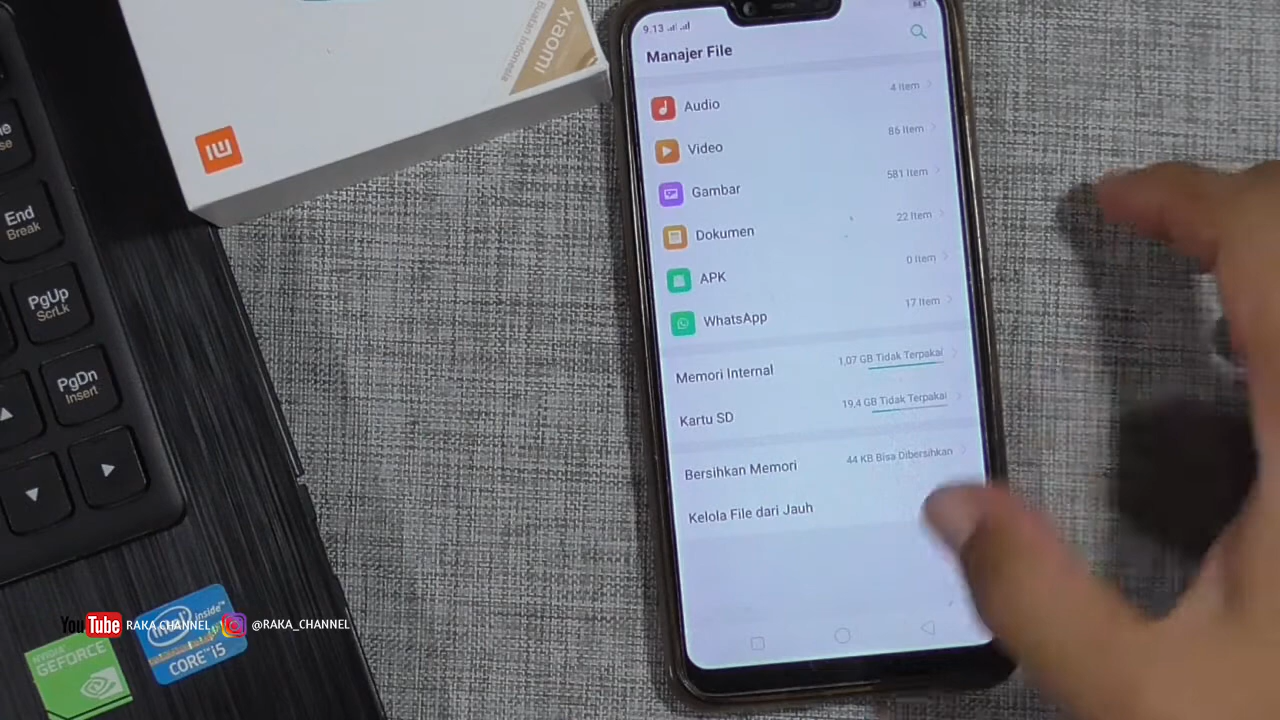 xiaomi
Buatan Indonesia
End
Break
PgUp
ScrLk
PgDn
Insert
9.13
Manajer File
Audio 4 Item
Video 86 Item
Gambar 581 Item
Dokumen 22 Item
APK 0 Item
WhatsApp 17 Item
Memori Internal 1,07 GB Tidak Terpakai
Kartu SD 19,4 GB Tidak Terpakai
Bersihkan Memori 44 KB Bisa Dibersihkan
Kelola File dari Jauh
YouTube RAKA CHANNEL @RAKA_CHANNEL
NVIDIA
GEFORCE
intel inside
CORE i5